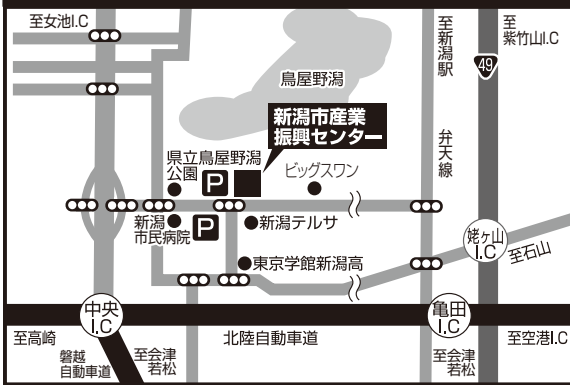 至女池I.C
至新潟駅
至
紫竹山I.C
49
鳥屋野潟
新潟市産業
振興センター
弁天線
県立鳥屋野潟
公園
P
ビッグスワン
新潟
市民病院
P
新潟テルサ
姥ヶ山
I.C
至石山
東京学館新潟高
中央
I.C
亀田
I.C
至高崎
北陸自動車道
至空港I.C
磐越
自動車道
至会津
若松
至会津
若松